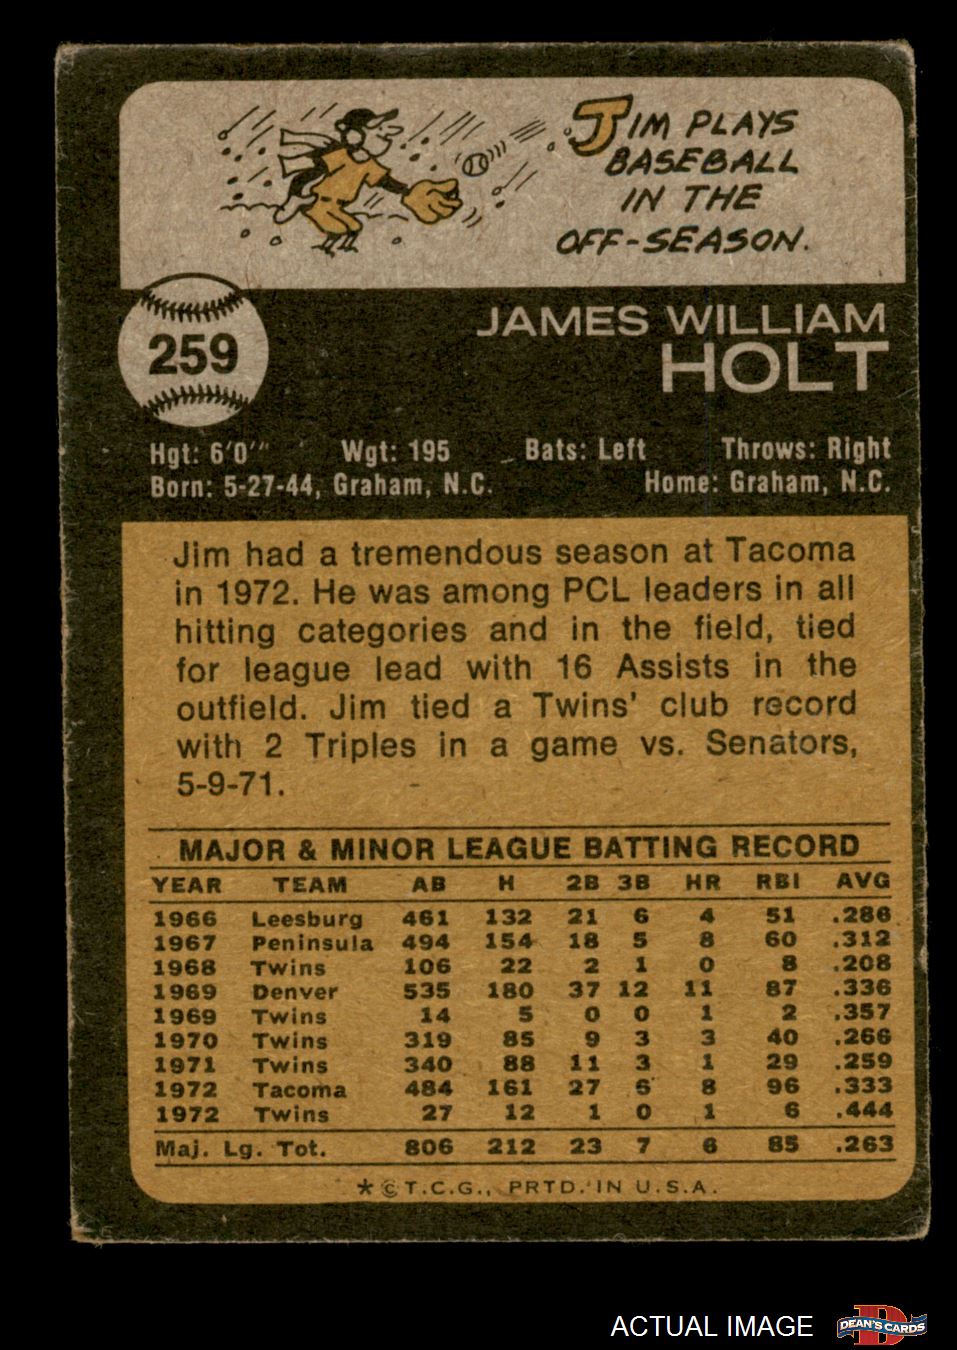 JIM PLAYS
BASEBALL
IN THE
OFF-SEASON.
259
JAMES WILLIAM
HOLT
Hgt: 6'0" Wgt: 195 Bats: Left Throws: Right
Born: 5-27-44, Graham, N.C. Home: Graham, N.C.
Jim had a tremendous season at Tacoma
in 1972. He was among PCL leaders in all
hitting categories and in the field, tied
for league lead with 16 Assists in the
outfield. Jim tied a Twins' club record
with 2 Triples in a game vs. Senators,
5-9-71.
MAJOR & MINOR LEAGUE BATTING RECORD
YEAR TEAM AB H 2B 3B HR RBI AVG
1966 Leesburg 461 132 21 6 4 51 .286
1967 Peninsula 494 154 18 5 8 60 .312
1968 Twins 106 22 2 1 0 8 .208
1969 Denver 535 180 37 12 11 87 .336
1969 Twins 14 5 0 0 1 2 .357
1970 Twins 319 85 9 3 3 40 .266
1971 Twins 340 88 11 3 1 29 .259
1972 Tacoma 484 161 27 6 8 96 .333
1972 Twins 27 12 1 0 1 6 .444
Maj. Lg. Tot. 806 212 23 7 6 85 .263
* © T.C.G., PRTD. IN U.S.A.
ACTUAL IMAGE
D
DEAN'S CARDS